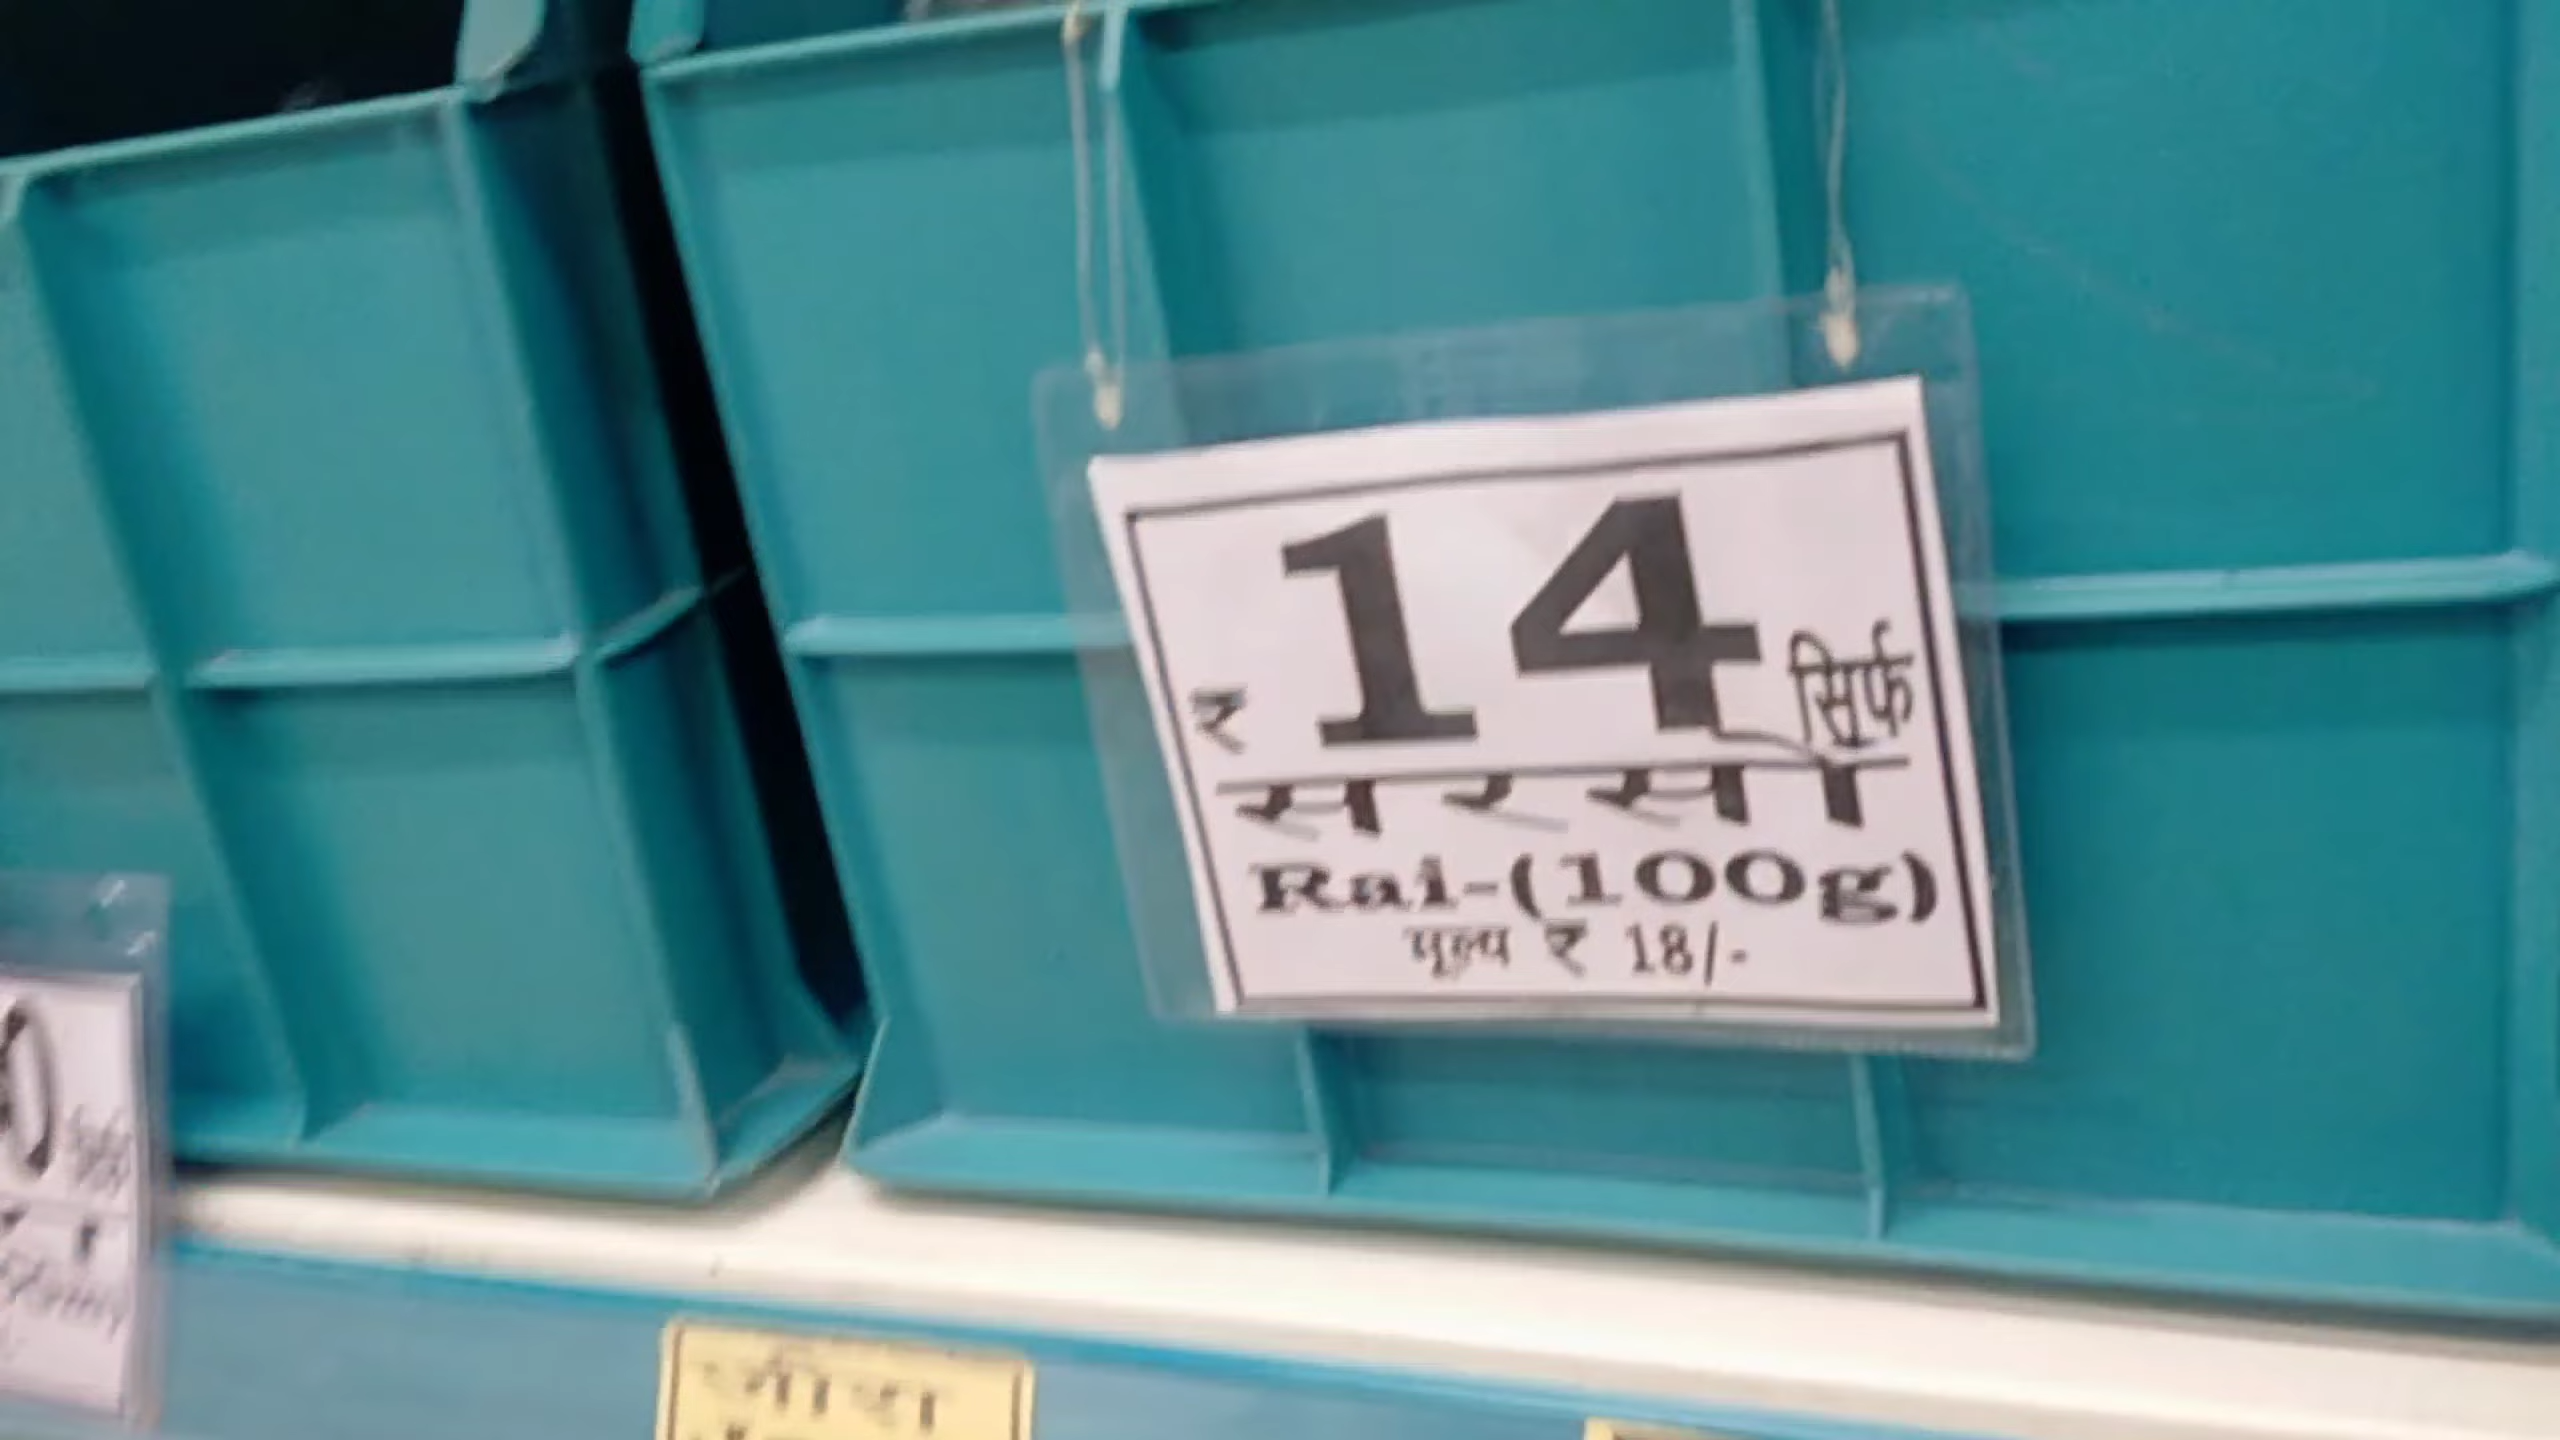 ₹ 14 सिर्फ
सरसों
Rai-(100g)
मूल्य ₹ 18/-
जीरा